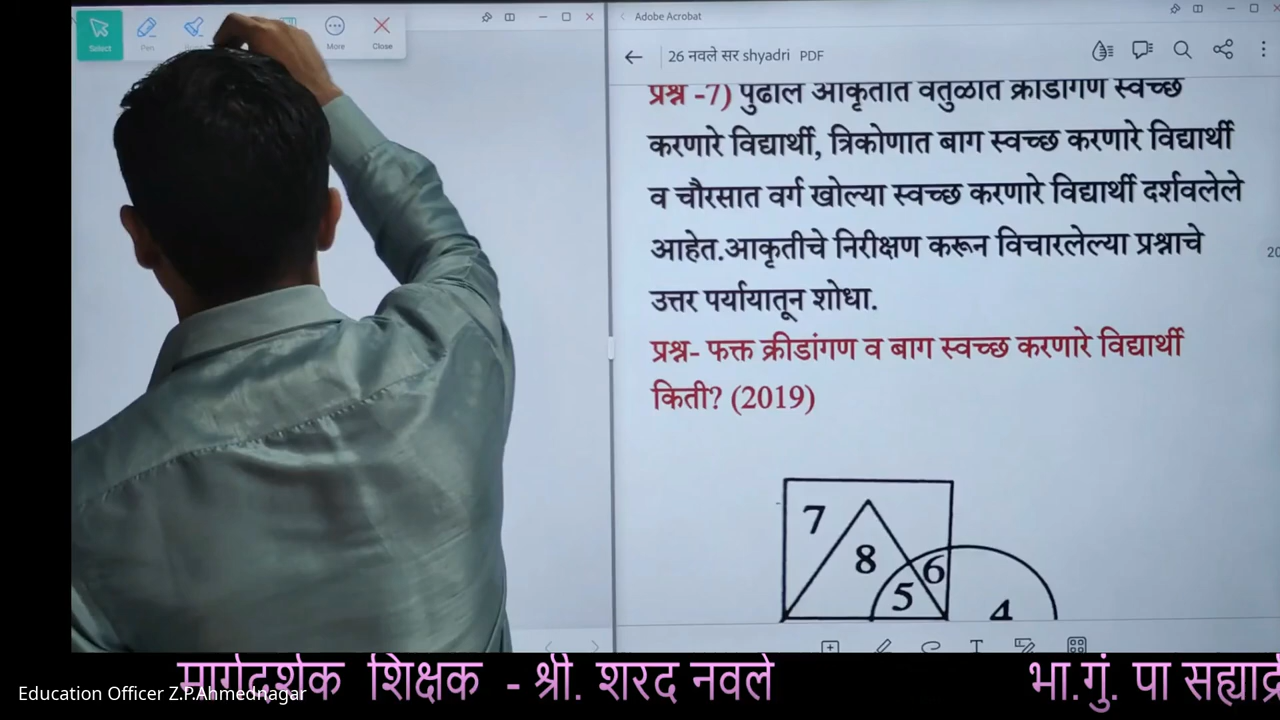 Select
Pen
More
Close
Adobe Acrobat
26 नवले सर shyadri PDF
प्रश्न -7) पुढील आकृतीत वर्तुळात क्रीडांगण स्वच्छ
करणारे विद्यार्थी, त्रिकोणात बाग स्वच्छ करणारे विद्यार्थी
व चौरसात वर्ग खोल्या स्वच्छ करणारे विद्यार्थी दर्शवलेले
आहेत.आकृतीचे निरीक्षण करून विचारलेल्या प्रश्नाचे
उत्तर पर्यायातून शोधा.
प्रश्न- फक्त क्रीडांगण व बाग स्वच्छ करणारे विद्यार्थी
किती? (2019)
7
8
6
5
4
मार्गदर्शक शिक्षक - श्री. शरद नवले
भा.गुं. पा सह्याद्री
Education Officer Z.P.Ahmednagar